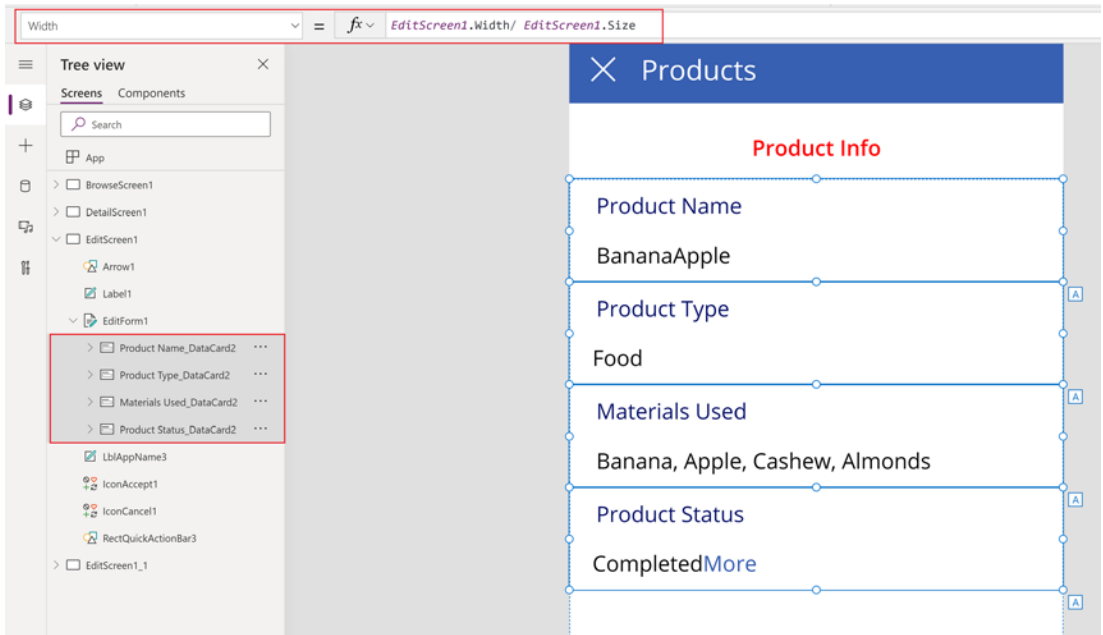 Width = fx EditScreen1.Width/ EditScreen1.Size
Tree view
Screens Components
Search
App
BrowseScreen1
DetailScreen1
EditScreen1
Arrow1
Label1
EditForm1
Product Name_DataCard2 ...
Product Type_DataCard2 ...
Materials Used_DataCard2 ...
Product Status_DataCard2 ...
LblAppName3
IconAccept1
IconCancel1
RectQuickActionBar3
EditScreen1_1
Products
Product Info
Product Name
BananaApple
A
Product Type
Food
A
Materials Used
Banana, Apple, Cashew, Almonds
A
Product Status
CompletedMore
A